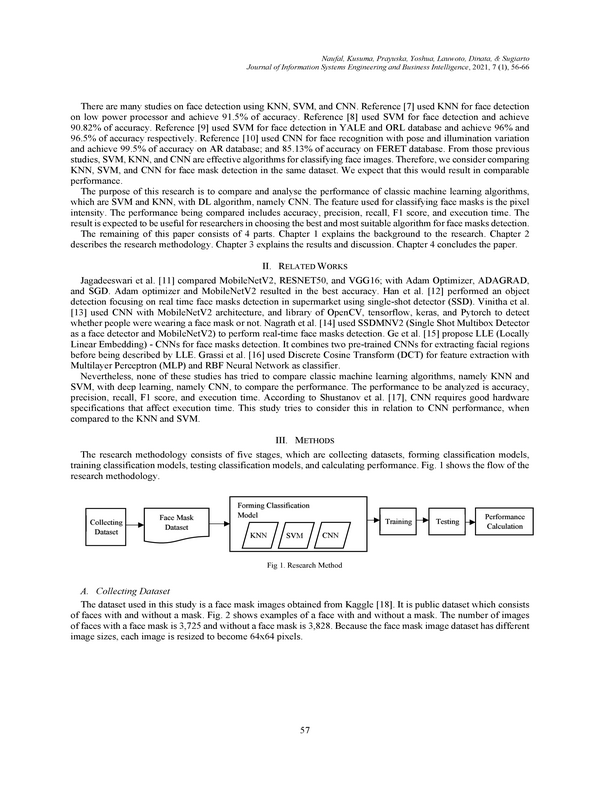 Naufal, Kusuma, Prayuska, Yoshua, Lauwoto, Dinata, & Sugiarto
Journal of Information Systems Engineering and Business Intelligence, 2021, 7 (1), 56-66
There are many studies on face detection using KNN, SVM, and CNN. Reference [7] used KNN for face detection
on low power processor and achieve 91.5% of accuracy. Reference [8] used SVM for face detection and achieve
90.82% of accuracy. Reference [9] used SVM for face detection in YALE and ORL database and achieve 96% and
96.5% of accuracy respectively. Reference [10] used CNN for face recognition with pose and illumination variation
and achieve 99.5% of accuracy on AR database; and 85.13% of accuracy on FERET database. From those previous
studies, SVM, KNN, and CNN are effective algorithms for classifying face images. Therefore, we consider comparing
KNN, SVM, and CNN for face mask detection in the same dataset. We expect that this would result in comparable
performance.
The purpose of this research is to compare and analyse the performance of classic machine learning algorithms,
which are SVM and KNN, with DL algorithm, namely CNN. The feature used for classifying face masks is the pixel
intensity. The performance being compared includes accuracy, precision, recall, F1 score, and execution time. The
result is expected to be useful for researchers in choosing the best and most suitable algorithm for face masks detection.
The remaining of this paper consists of 4 parts. Chapter 1 explains the background to the research. Chapter 2
describes the research methodology. Chapter 3 explains the results and discussion. Chapter 4 concludes the paper.
II. RELATED WORKS
Jagadeeswari et al. [11] compared MobileNetV2, RESNET50, and VGG16; with Adam Optimizer, ADAGRAD,
and SGD. Adam optimizer and MobileNetV2 resulted in the best accuracy. Han et al. [12] performed an object
detection focusing on real time face masks detection in supermarket using single-shot detector (SSD). Vinitha et al.
[13] used CNN with MobileNetV2 architecture, and library of OpenCV, tensorflow, keras, and Pytorch to detect
whether people were wearing a face mask or not. Nagrath et al. [14] used SSDMNV2 (Single Shot Multibox Detector
as a face detector and MobileNetV2) to perform real-time face masks detection. Ge et al. [15] propose LLE (Locally
Linear Embedding) - CNNs for face masks detection. It combines two pre-trained CNNs for extracting facial regions
before being described by LLE. Grassi et al. [16] used Discrete Cosine Transform (DCT) for feature extraction with
Multilayer Perceptron (MLP) and RBF Neural Network as classifier.
Nevertheless, none of these studies has tried to compare classic machine learning algorithms, namely KNN and
SVM, with deep learning, namely CNN, to compare the performance. The performance to be analyzed is accuracy,
precision, recall, F1 score, and execution time. According to Shustanov et al. [17], CNN requires good hardware
specifications that affect execution time. This study tries to consider this in relation to CNN performance, when
compared to the KNN and SVM.
III. METHODS
The research methodology consists of five stages, which are collecting datasets, forming classification models,
training classification models, testing classification models, and calculating performance. Fig. 1 shows the flow of the
research methodology.
Collecting
Dataset
Face Mask
Dataset
Forming Classification
Model
KNN
SVM
CNN
Training
Testing
Performance
Calculation
Fig 1. Research Method
A. Collecting Dataset
The dataset used in this study is a face mask images obtained from Kaggle [18]. It is public dataset which consists
of faces with and without a mask. Fig. 2 shows examples of a face with and without a mask. The number of images
of faces with a face mask is 3,725 and without a face mask is 3,828. Because the face mask image dataset has different
image sizes, each image is resized to become 64x64 pixels.
57